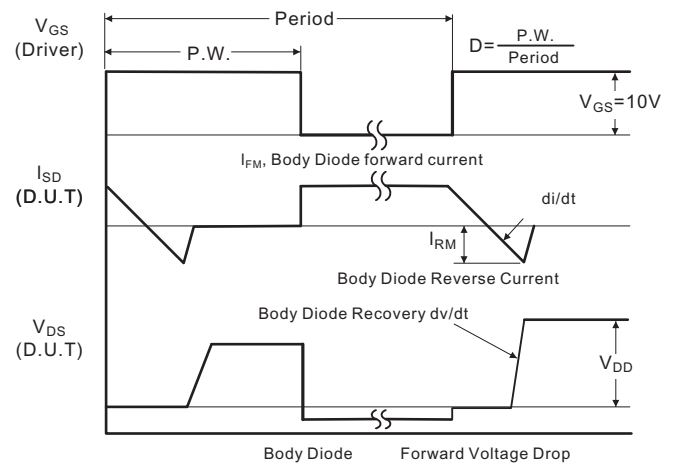 V_GS
(Driver)
Period
P.W.
D= P.W.
Period
V_GS=10V
I_FM, Body Diode forward current
I_SD
(D.U.T)
di/dt
I_RM
Body Diode Reverse Current
Body Diode Recovery dv/dt
V_DS
(D.U.T)
V_DD
Body Diode Forward Voltage Drop